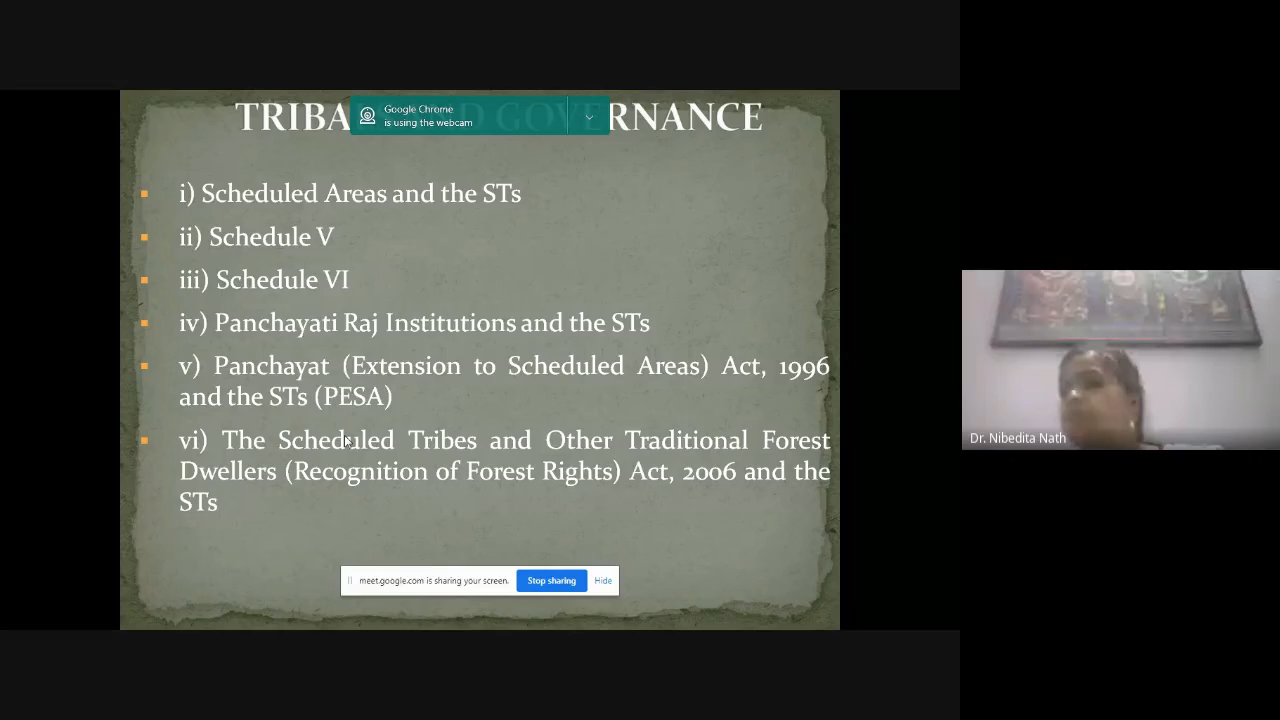 TRIBA GOVERNANCE
Google Chrome
is using the webcam
i) Scheduled Areas and the STs
ii) Schedule V
iii) Schedule VI
iv) Panchayati Raj Institutions and the STs
v) Panchayat (Extension to Scheduled Areas) Act, 1996
and the STs (PESA)
vi) The Scheduled Tribes and Other Traditional Forest
Dwellers (Recognition of Forest Rights) Act, 2006 and the
STs
meet.google.com is sharing your screen.
Stop sharing
Hide
Dr. Nibedita Nath